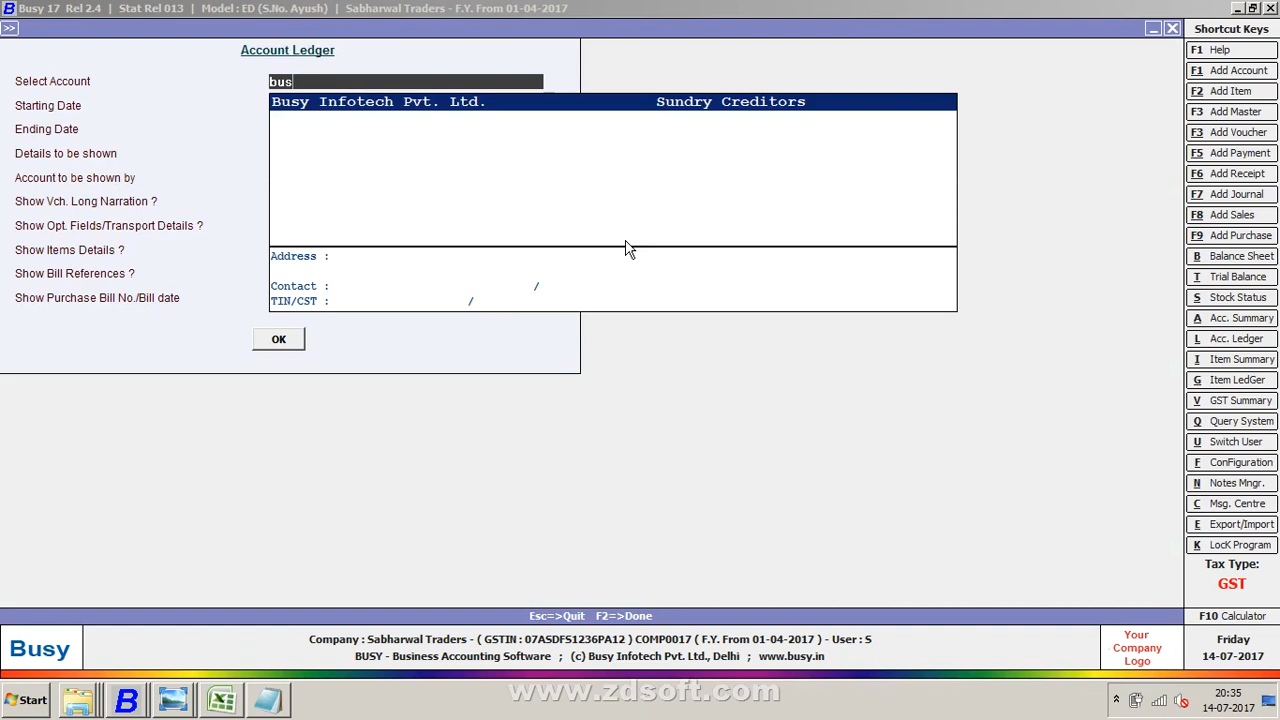 Busy 17 Rel 2.4 | Stat Rel 013 | Model : ED (S.No. Ayush) | Sabharwal Traders - F.Y. From 01-04-2017
>>
Account Ledger
Select Account
bus
Busy Infotech Pvt. Ltd. Sundry Creditors
Starting Date
Ending Date
Details to be shown
Account to be shown by
Show Vch. Long Narration ?
Show Opt. Fields/Transport Details ?
Show Items Details ?
Show Bill References ?
Show Purchase Bill No./Bill date
Address :
Contact : /
TIN/CST : /
OK
Shortcut Keys
F1 Help
F1 Add Account
F2 Add Item
F3 Add Master
F3 Add Voucher
F5 Add Payment
F6 Add Receipt
F7 Add Journal
F8 Add Sales
F9 Add Purchase
B Balance Sheet
T Trial Balance
S Stock Status
A Acc. Summary
L Acc. Ledger
I Item Summary
G Item LedGer
V GST Summary
Q Query System
U Switch User
F ConFiguration
N Notes Mngr.
C Msg. Centre
E Export/Import
K LocK Program
Tax Type:
GST
Esc=>Quit F2=>Done
F10 Calculator
Busy
Company : Sabharwal Traders - ( GSTIN : 07ASDFS1236PA12 ) COMP0017 ( F.Y. From 01-04-2017 ) - User : S
BUSY - Business Accounting Software ; (c) Busy Infotech Pvt. Ltd., Delhi ; www.busy.in
Your
Company
Logo
Friday
14-07-2017
Start
B
www.zdsoft.com
20:35
14-07-2017